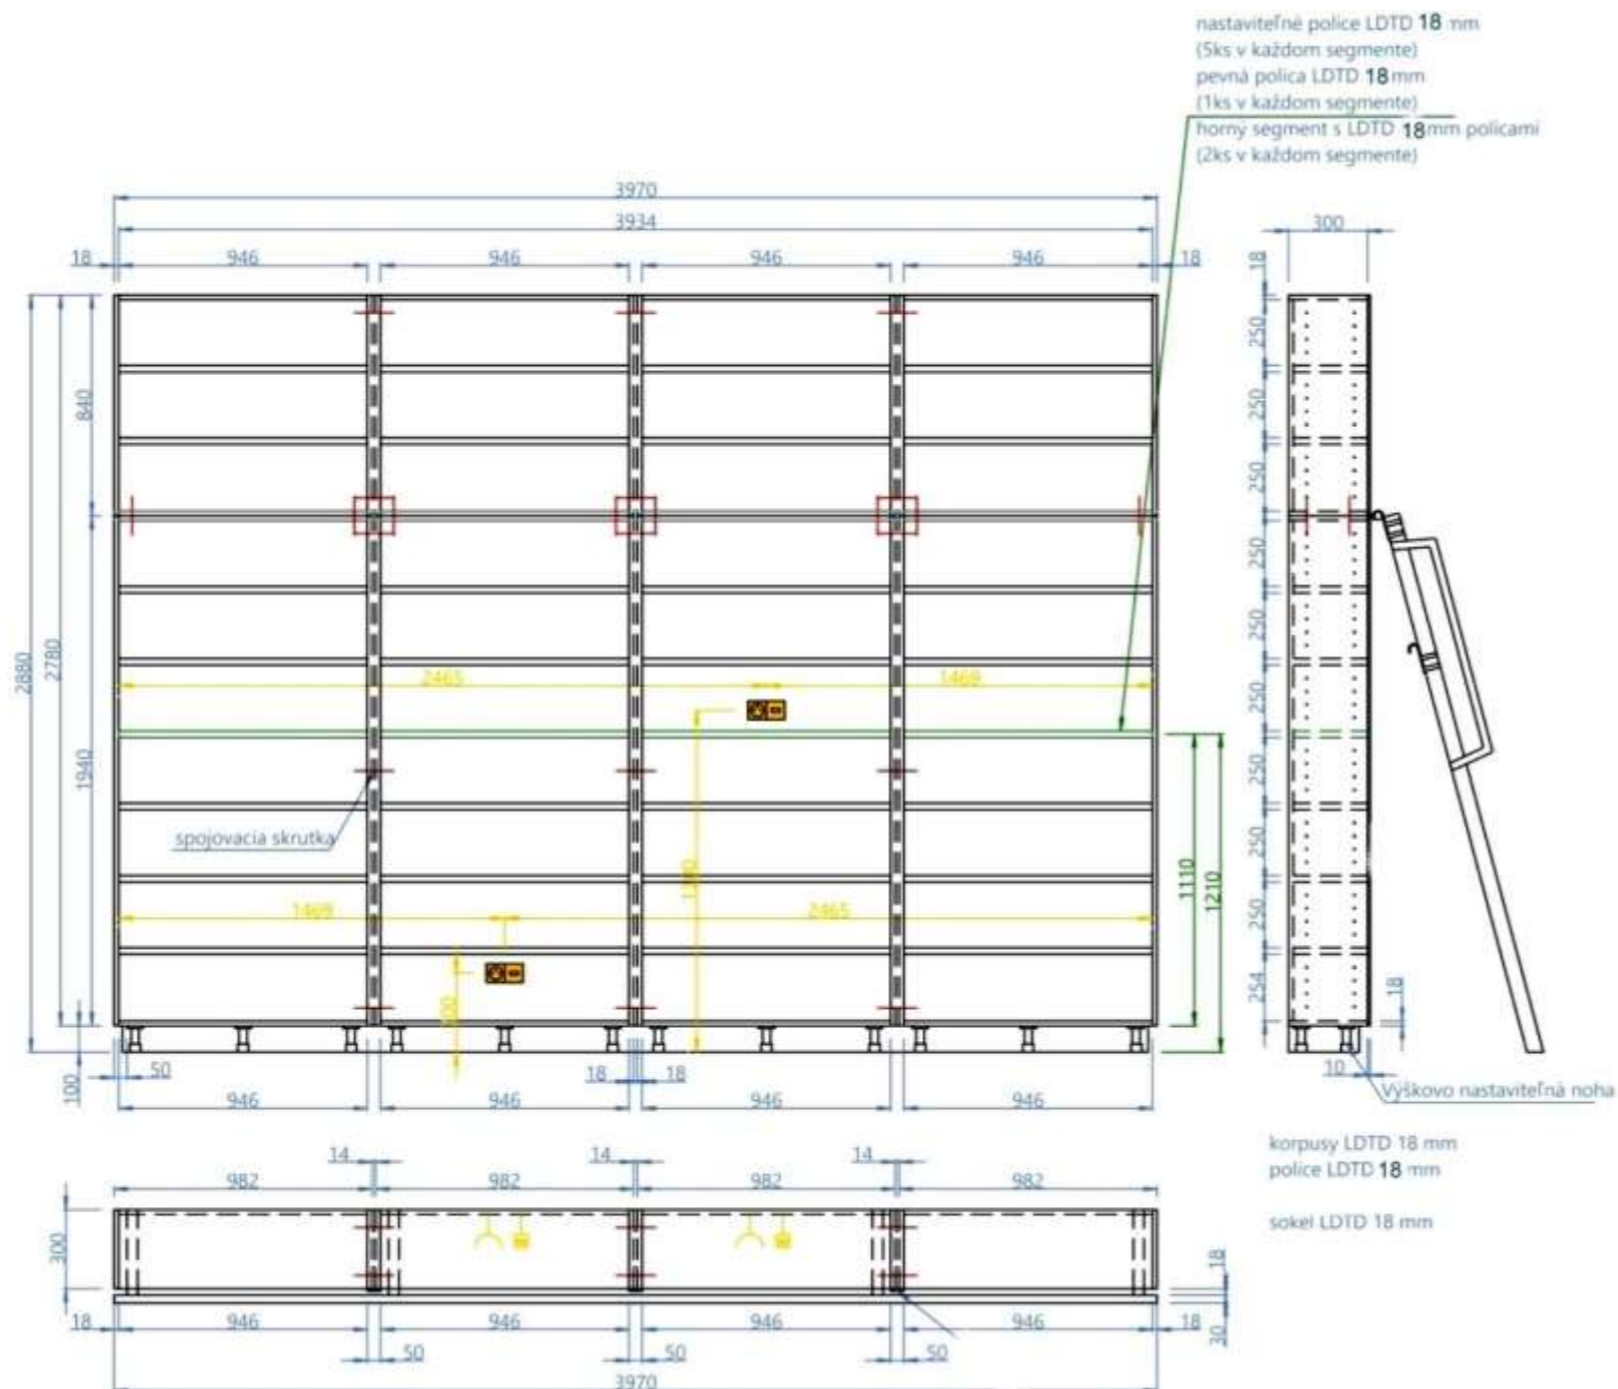 nastaviteľné police LDTD 18 mm
(5ks v každom segmente)
pevná polica LDTD 18 mm
(1ks v každom segmente)
horný segment s LDTD 18mm policami
(2ks v každom segmente)
3970
3934
300
18 946 946 946 946 18
18
250
250
840
250
250
250
2880
2780
2465 1469
250
1940
250
spojovacia skrutka
250
1110
1210
1469 2465
250
254
18
100
50
18 18
10
Výškovo nastaviteľná noha
946 946 946 946
korpusy LDTD 18 mm
police LDTD 18 mm
sokel LDTD 18 mm
14 14 14
982 982 982 982
300
18
30
18 946 946 946 946 18
50 50 50
3970